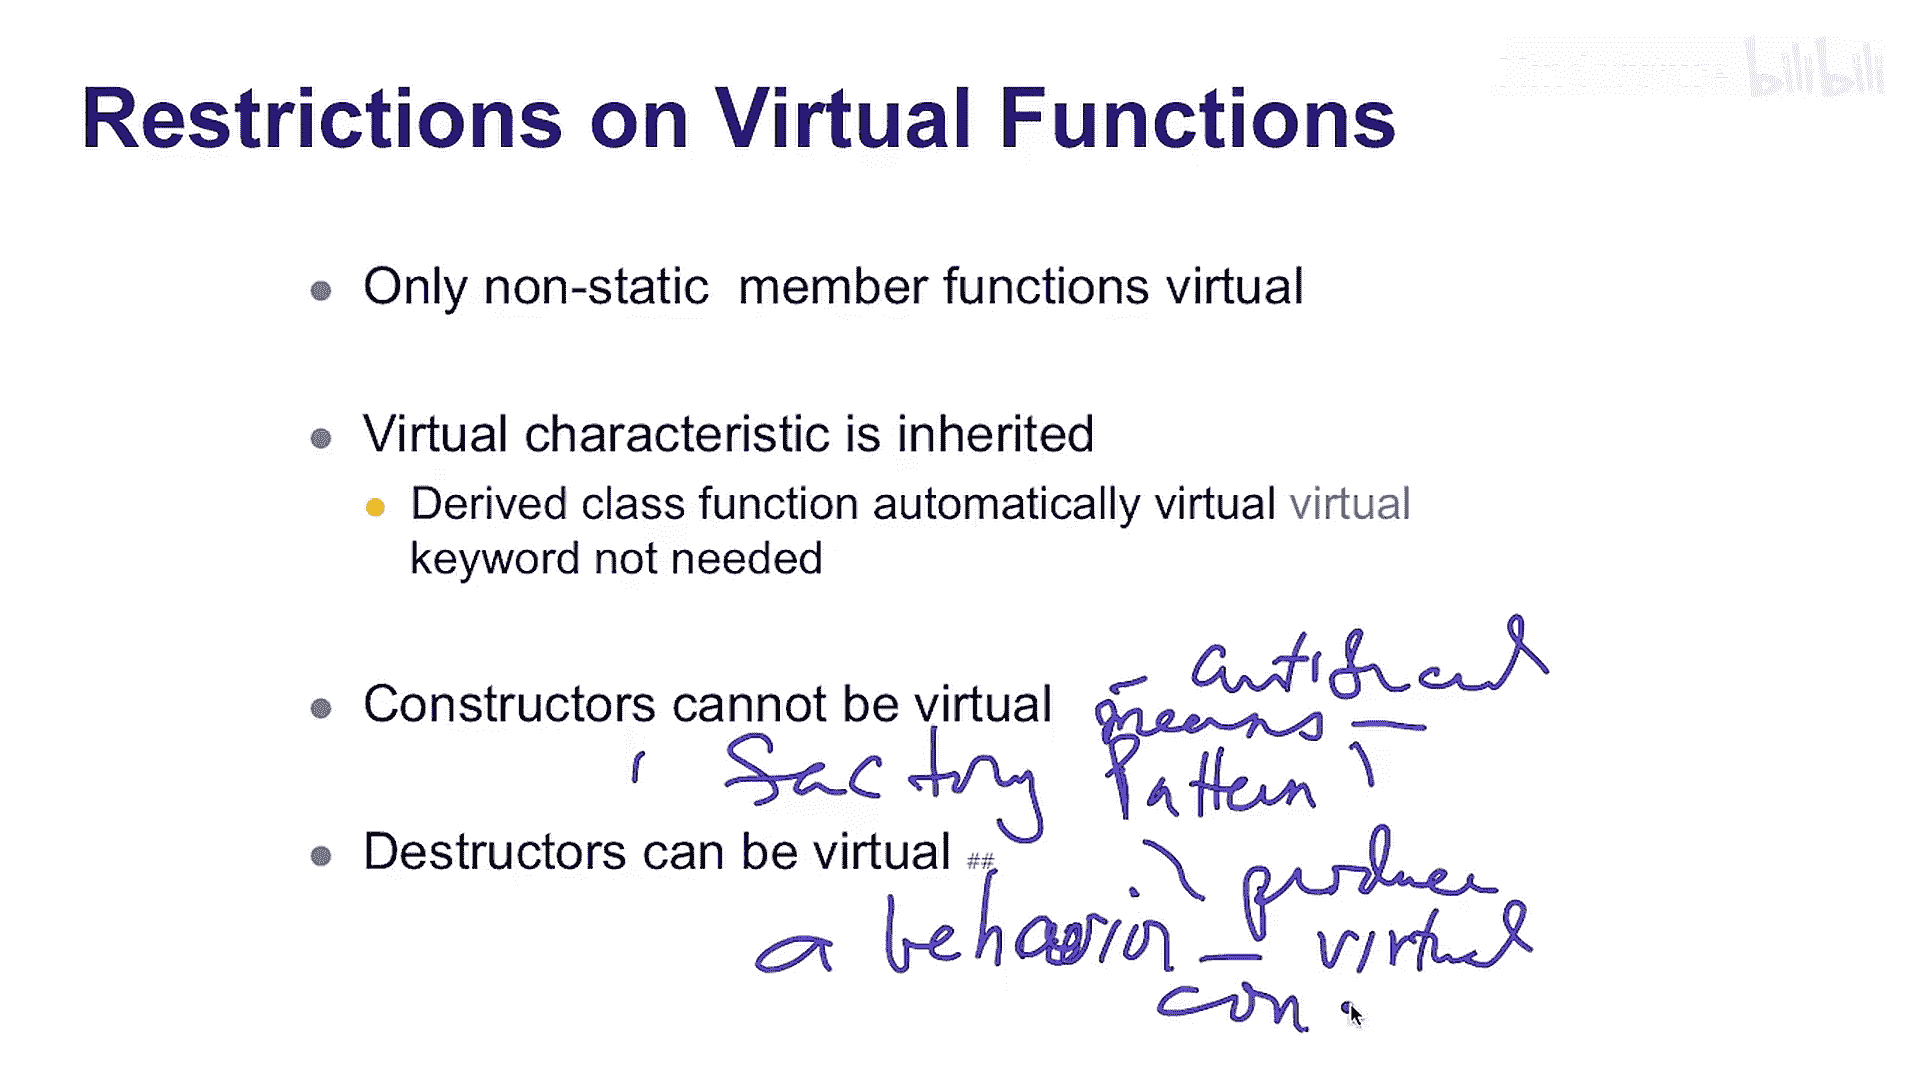 bilibili
Restrictions on Virtual Functions
Only non-static member functions virtual
Virtual characteristic is inherited
Derived class function automatically virtual virtual
keyword not needed
Constructors cannot be virtual
means —
factory Pattern
Destructors can be virtual ##
produce
a behavior — virtual
con